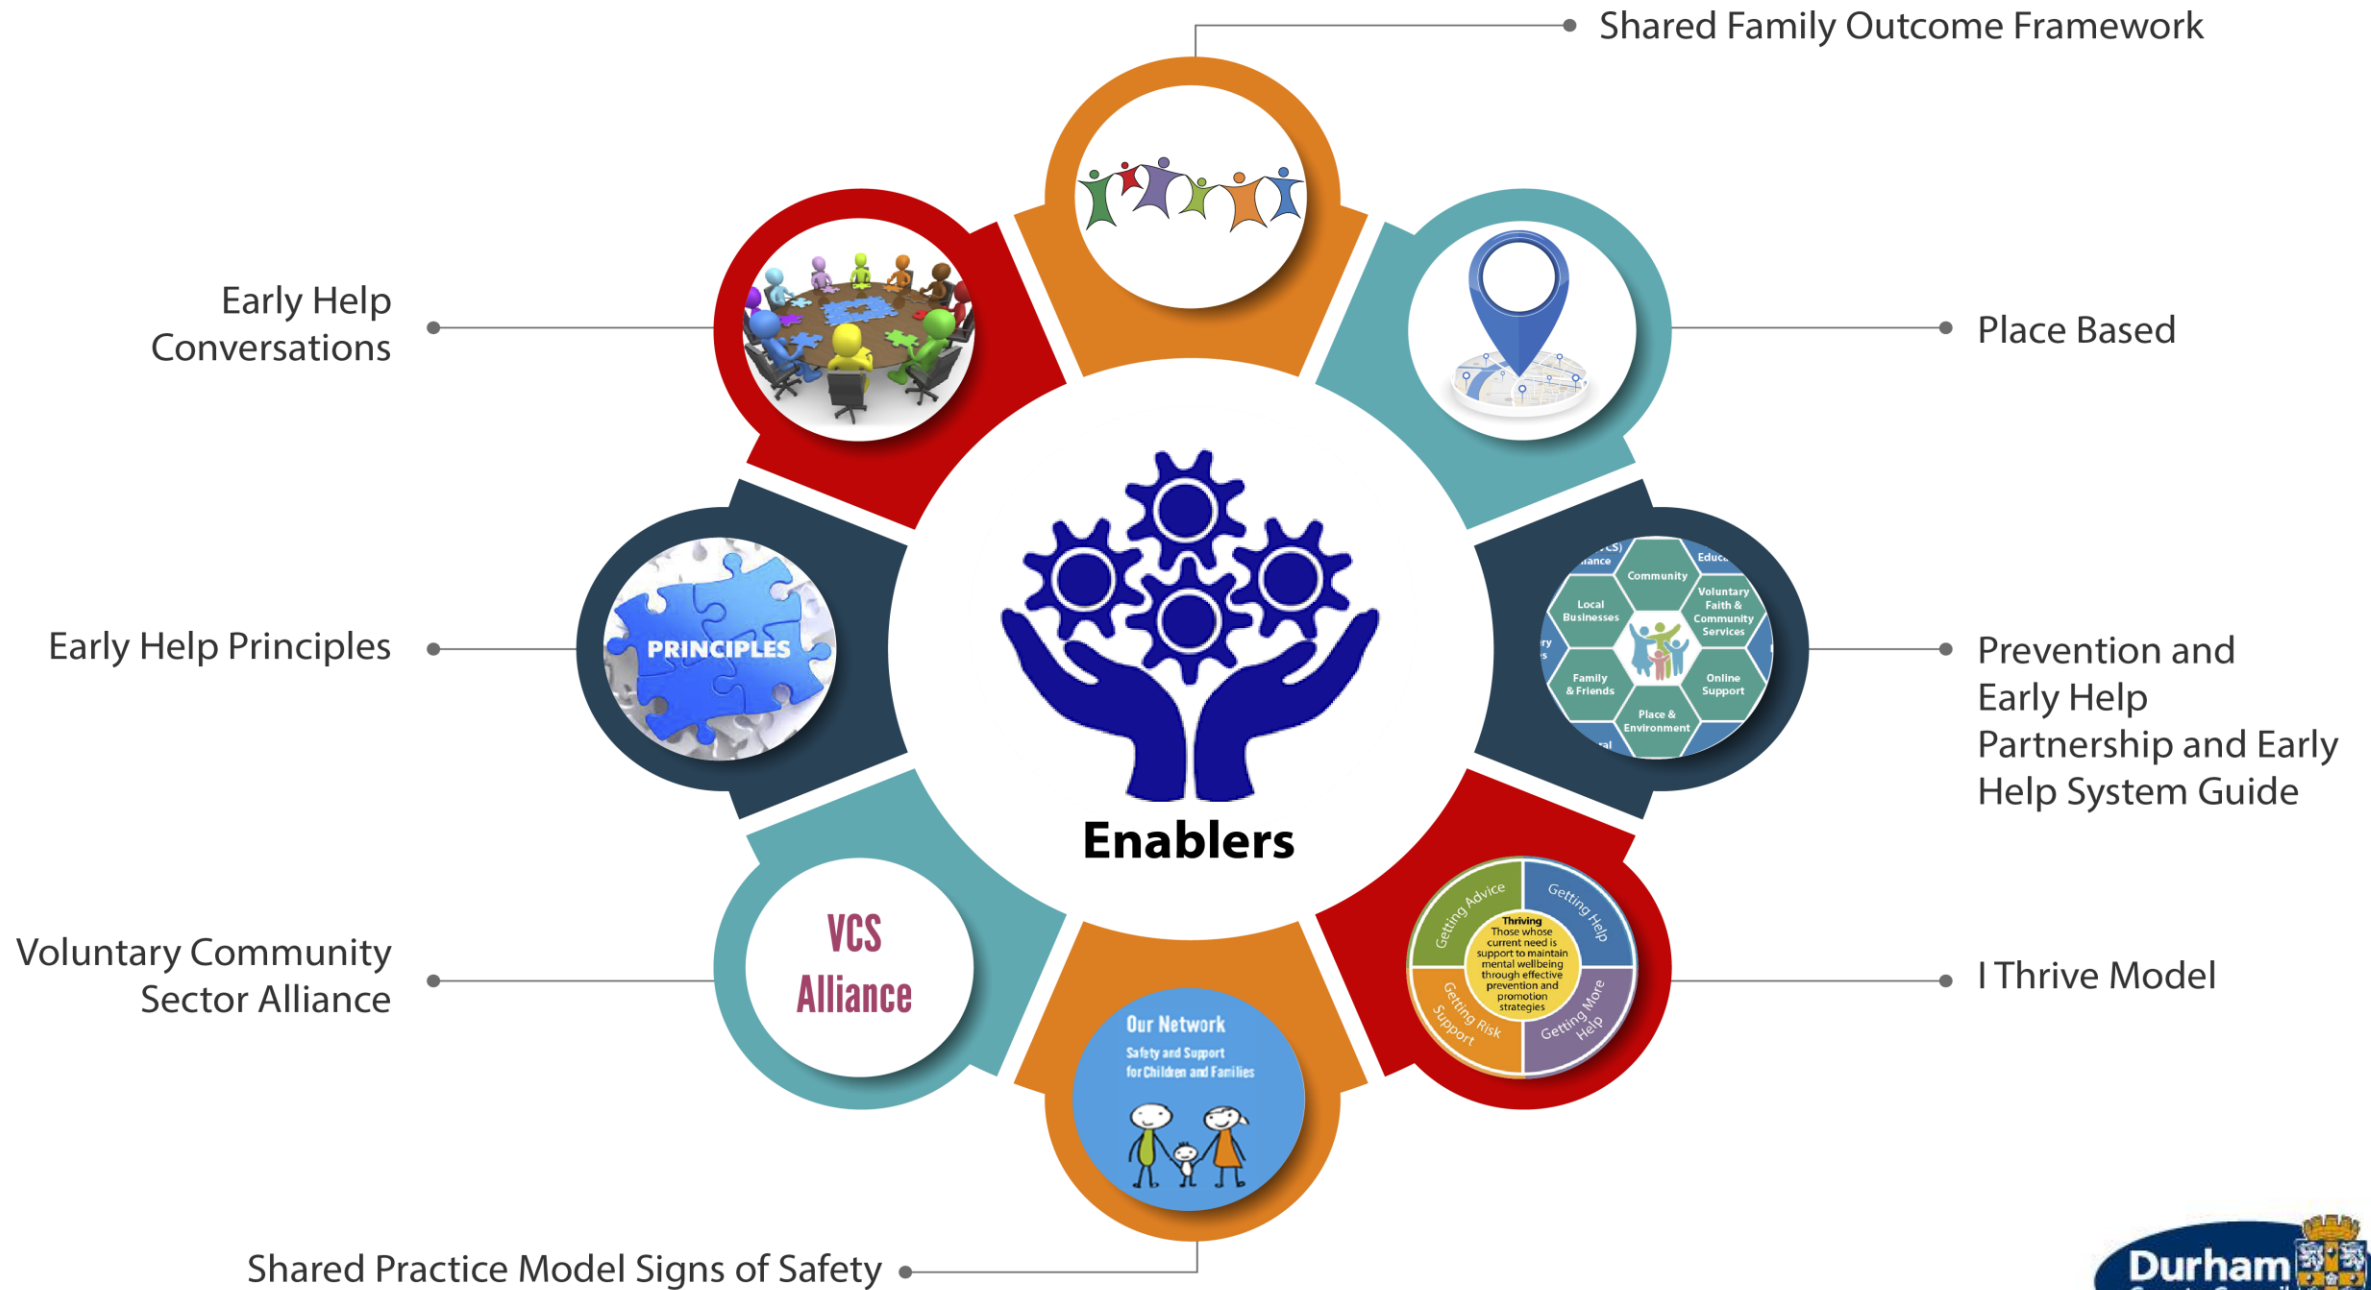 Shared Family Outcome Framework
Early Help
Conversations
Place Based
Community
Local
Businesses
Voluntary
Faith &
Community
Services
Family
& Friends
Online
Support
Place &
Environment
PRINCIPLES
Early Help Principles
Prevention and
Early Help
Partnership and Early
Help System Guide
Enablers
Voluntary Community
Sector Alliance
VCS
Alliance
Getting Advice
Getting Help
Thriving
Those whose
current need is
support to maintain
mental wellbeing
through effective
prevention and
promotion
strategies
Getting Risk
Support
Getting More
Help
I Thrive Model
Our Network
Safety and Support
for Children and Families
Shared Practice Model Signs of Safety
Durham